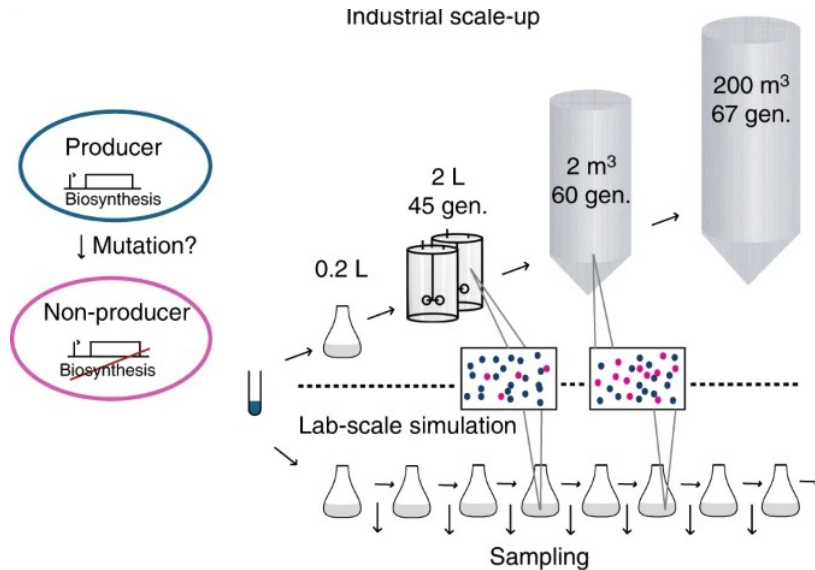 Industrial scale-up
Producer
Biosynthesis
Mutation?
Non-producer
Biosynthesis
0.2 L
2 L
45 gen.
2 m³
60 gen.
200 m³
67 gen.
Lab-scale simulation
Sampling